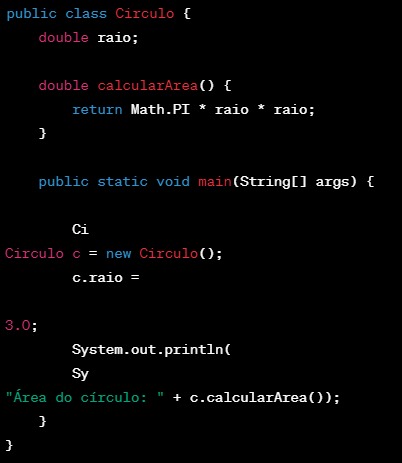 public class Circulo {
double raio;
double calcularArea() {
return Math.PI * raio * raio;
}
public static void main(String[] args) {
Ci
Circulo c = new Circulo();
c.raio =
3.0;
System.out.println(
Sy
"Área do círculo: " + c.calcularArea());
}
}